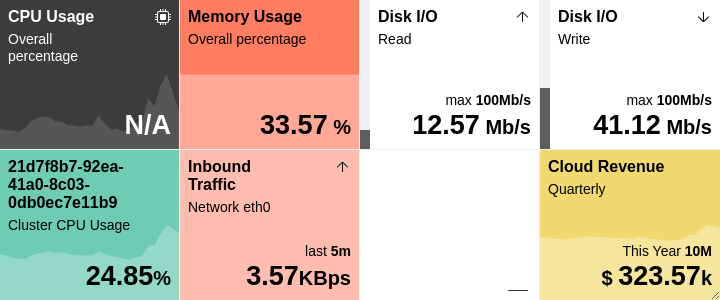 CPU Usage
Overall
percentage
N/A
Memory Usage
Overall percentage
33.57 %
Disk I/O
Read
max 100Mb/s
12.57 Mb/s
Disk I/O
Write
max 100Mb/s
41.12 Mb/s
21d7f8b7-92ea-
41a0-8c03-
0db0ec7e11b9
Cluster CPU Usage
24.85%
Inbound
Traffic
Network eth0
last 5m
3.57KBps
Cloud Revenue
Quarterly
This Year 10M
$ 323.57k